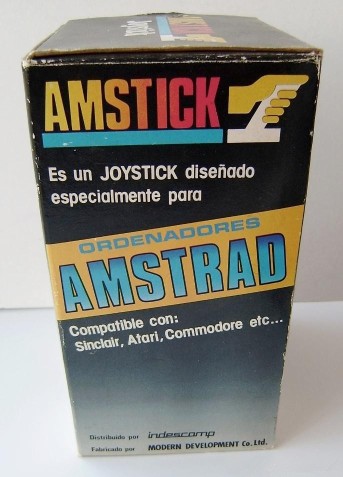 AMSTICK
Es un JOYSTICK diseñado
especialmente para
ORDENADORES
AMSTRAD
Compatible con:
Sinclair, Atari, Commodore etc...
Distribuido por indescomp
Fabricado por MODERN DEVELOPMENT Co. Ltd.